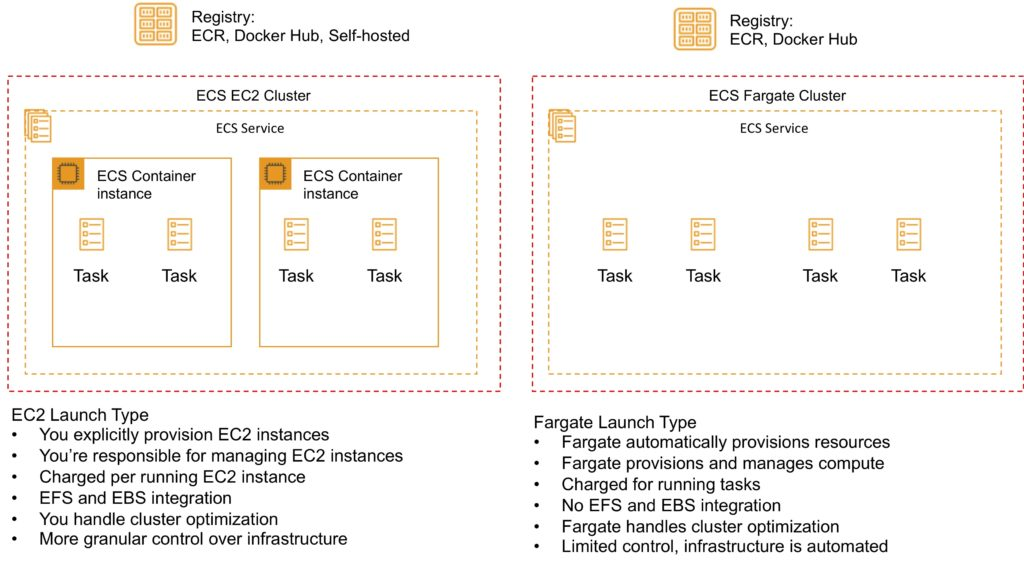 Registry:
ECR, Docker Hub, Self-hosted
ECS EC2 Cluster
ECS Service
ECS Container
instance
Task
Task
ECS Container
instance
Task
Task
EC2 Launch Type
• You explicitly provision EC2 instances
• You’re responsible for managing EC2 instances
• Charged per running EC2 instance
• EFS and EBS integration
• You handle cluster optimization
• More granular control over infrastructure
Registry:
ECR, Docker Hub
ECS Fargate Cluster
ECS Service
Task
Task
Task
Task
Fargate Launch Type
• Fargate automatically provisions resources
• Fargate provisions and manages compute
• Charged for running tasks
• No EFS and EBS integration
• Fargate handles cluster optimization
• Limited control, infrastructure is automated